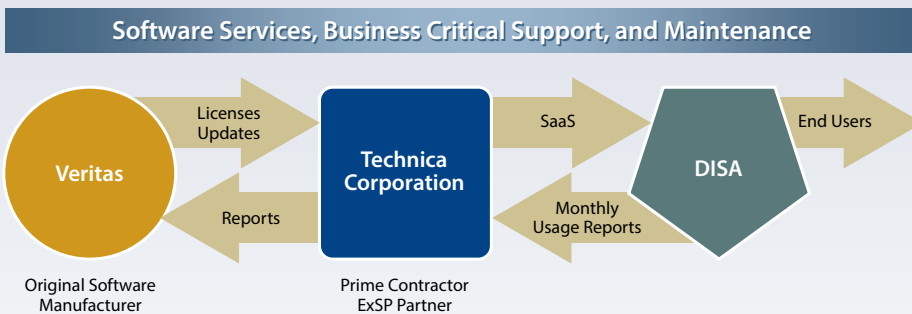 Software Services, Business Critical Support, and Maintenance
Licenses
Updates
SaaS
End Users
Veritas
Technica
Corporation
DISA
Reports
Monthly
Usage Reports
Original Software
Manufacturer
Prime Contractor
ExSP Partner